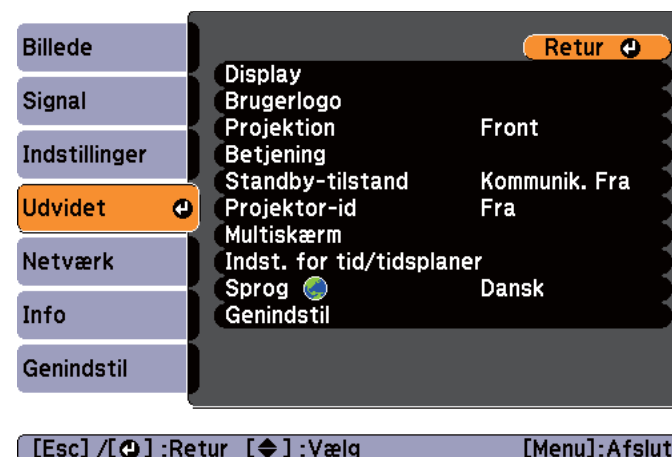 Billede
Signal
Indstillinger
Udvidet
Netværk
Info
Genindstil
Retur
Display
Brugerlogo
Projektion Front
Betjening
Standby-tilstand Kommunik. Fra
Projektor-id Fra
Multiskærm
Indst. for tid/tidsplaner
Sprog Dansk
Genindstil
[Esc] /[⏎] :Retur [◆] :Vælg [Menu]:Afslut